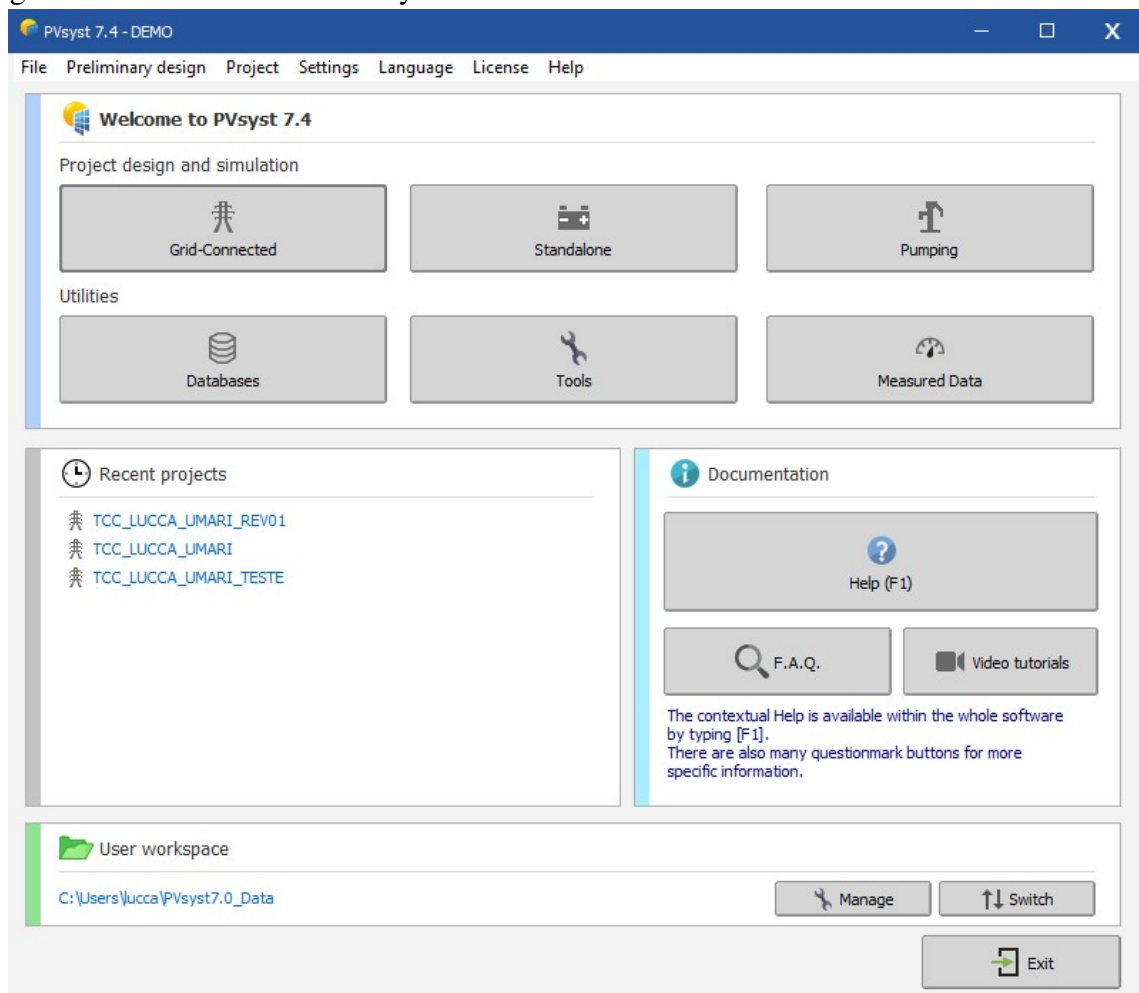 PVsyst 7.4 - DEMO
File Preliminary design Project Settings Language License Help
Welcome to PVsyst 7.4
Project design and simulation
Grid-Connected
Standalone
Pumping
Utilities
Databases
Tools
Measured Data
Recent projects
TCC_LUCCA_UMARI_REV01
TCC_LUCCA_UMARI
TCC_LUCCA_UMARI_TESTE
Documentation
Help (F1)
F.A.Q.
Video tutorials
The contextual Help is available within the whole software
by typing [F1].
There are also many questionmark buttons for more
specific information.
User workspace
C:\Users\lucca\PVsyst7.0_Data
Manage
Switch
Exit